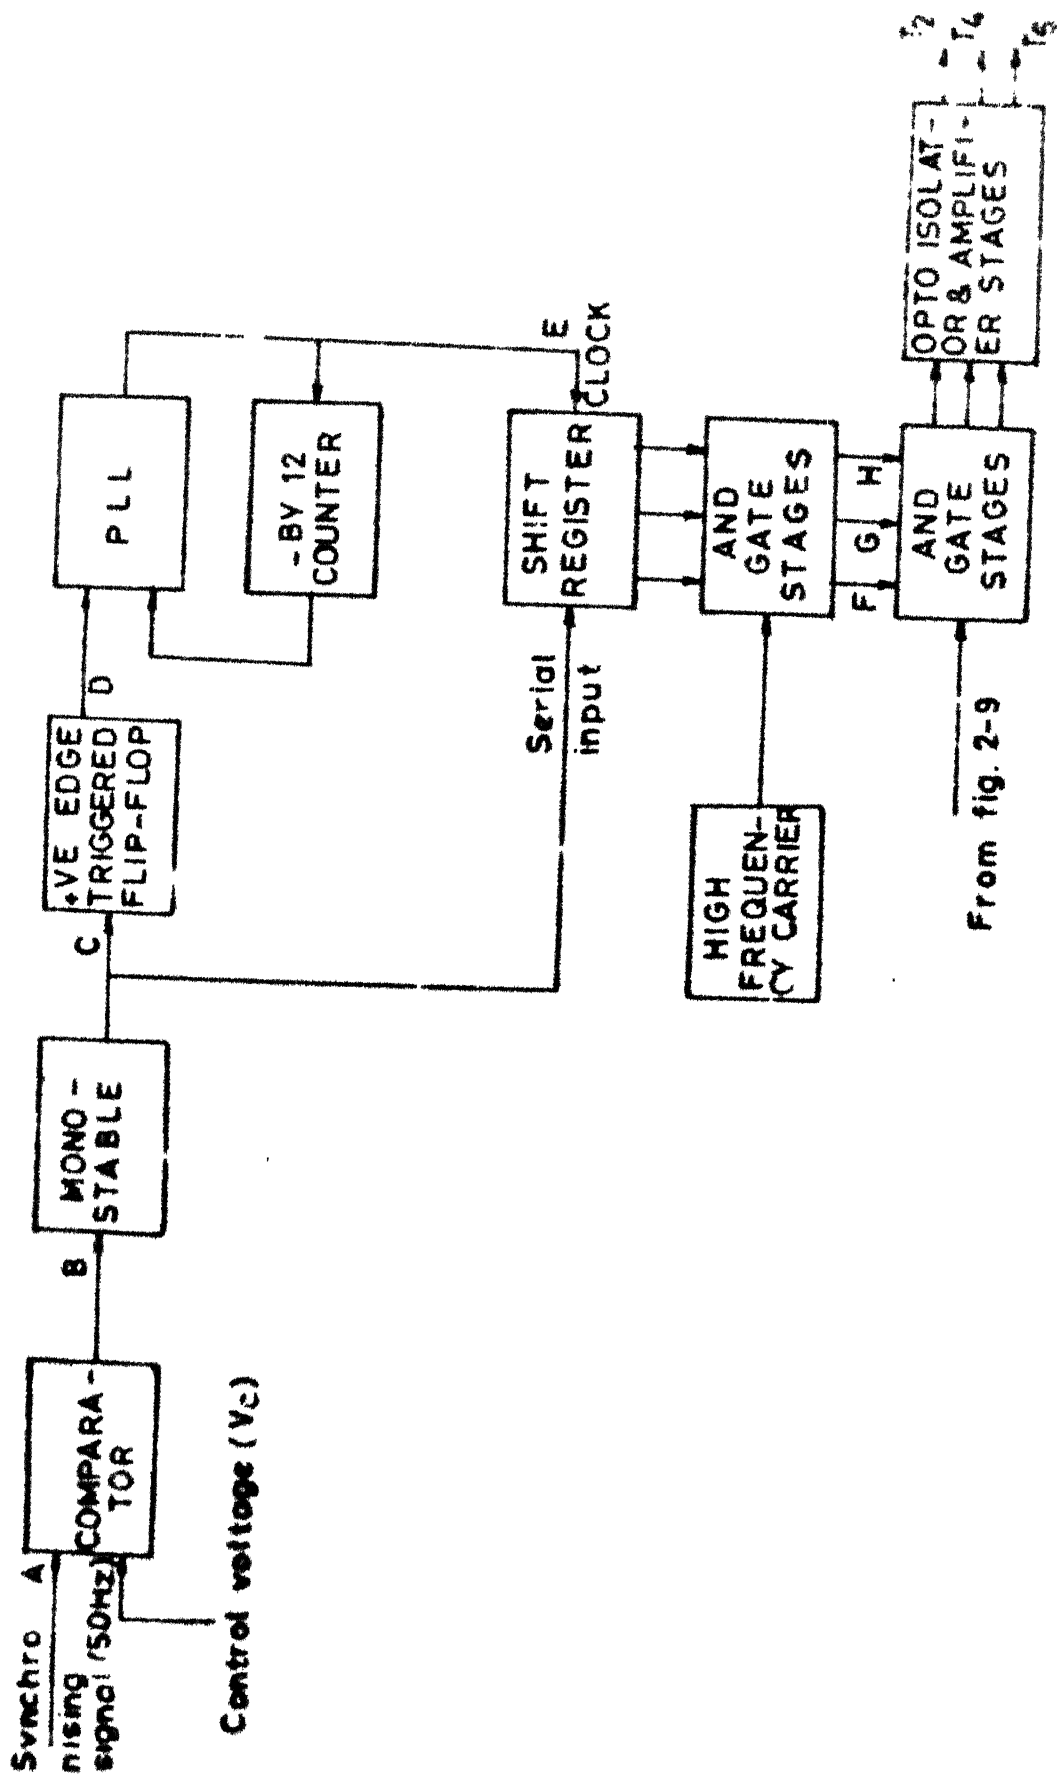 Synchro
nising
signal (50Hz)
A
Control voltage (Vc)
COMPARA-
TOR
B
MONO-
STABLE
C
+VE EDGE
TRIGGERED
FLIP-FLOP
D
PLL
-BY 12
COUNTER
Serial
input
SHIFT
REGISTER
E
CLOCK
HIGH
FREQUEN-
CY CARRIER
AND
GATE
STAGES
F
G
H
From fig. 2-9
AND
GATE
STAGES
OPTO ISOLAT-
OR & AMPLIFI-
ER STAGES
T2